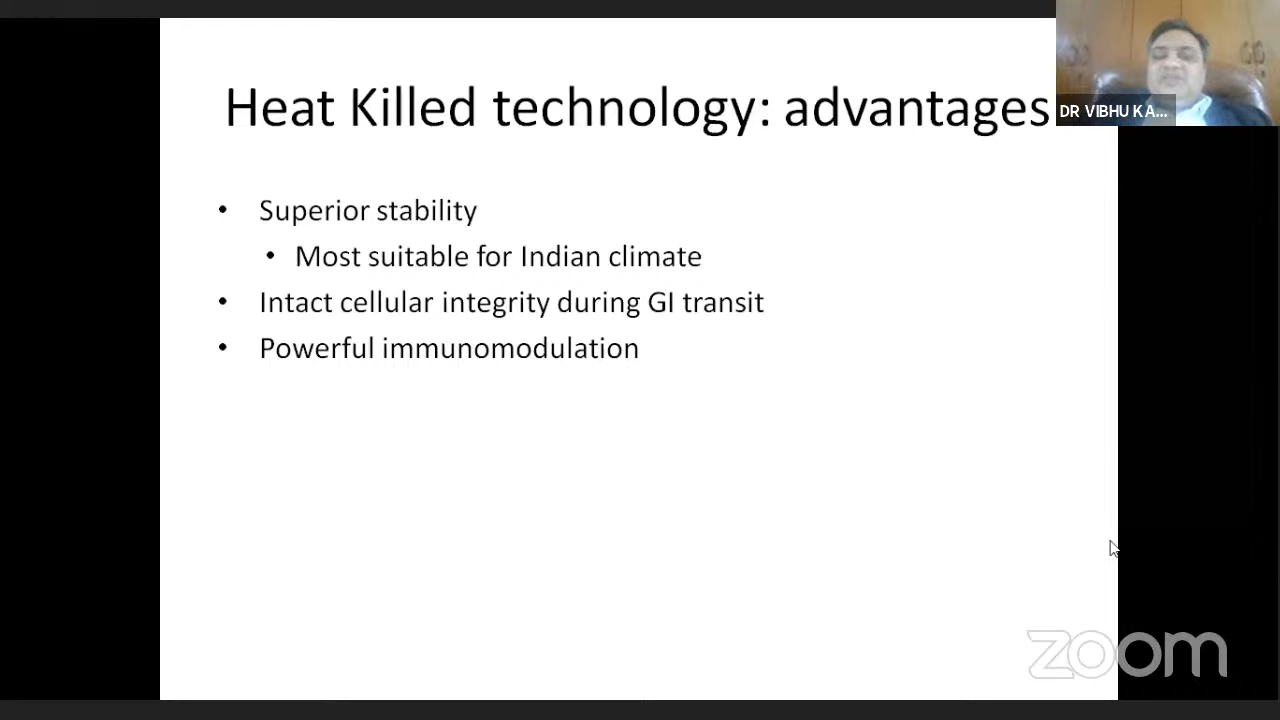 Heat Killed technology: advantages
DR VIBHU K A...
• Superior stability
• Most suitable for Indian climate
• Intact cellular integrity during GI transit
• Powerful immunomodulation
zoom